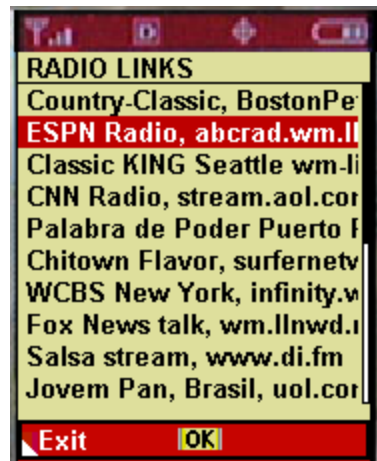 RADIO LINKS
Country-Classic, BostonPe
ESPN Radio, abcrad.wm.ll
Classic KING Seattle wm-li
CNN Radio, stream.aol.cor
Palabra de Poder Puerto
Chitown Flavor, surfernetv
WCBS New York, infinity.v
Fox News talk, wm.llnwd.
Salsa stream, www.di.fm
Jovem Pan, Brasil, uol.cor
Exit OK